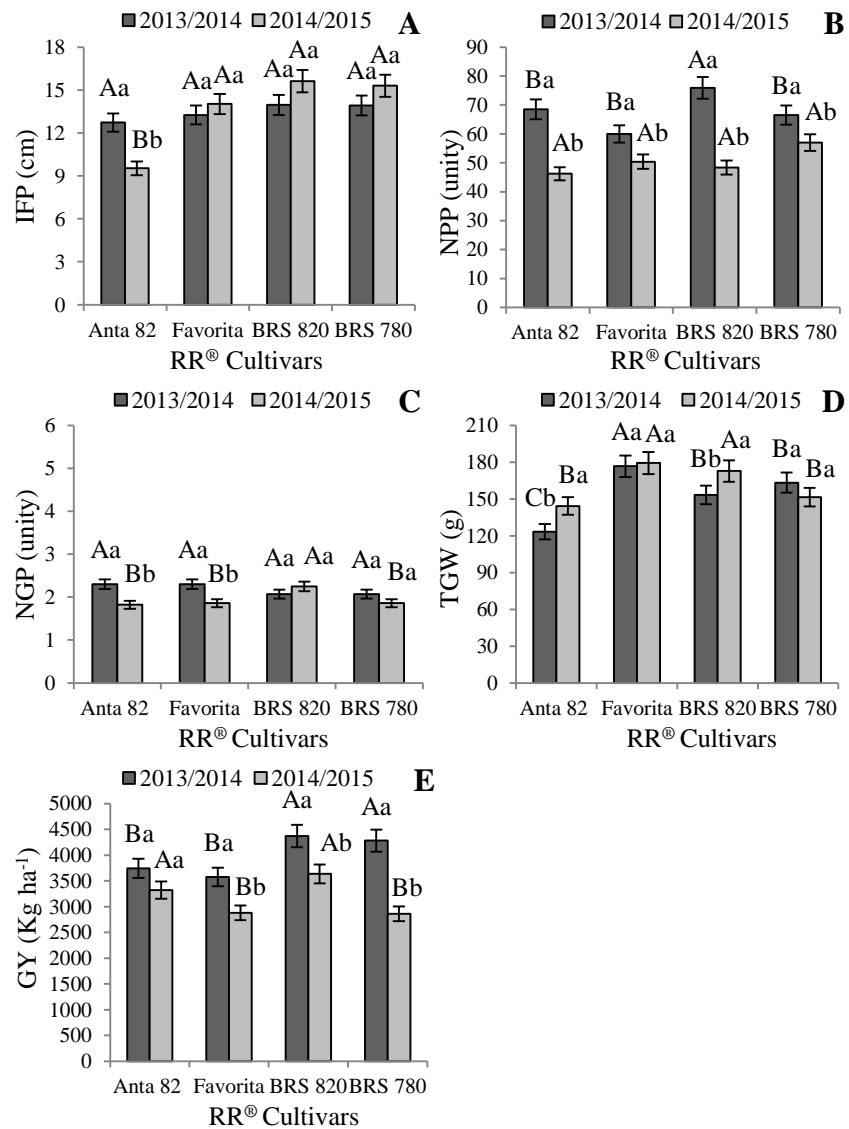 2013/2014 2014/2015 A
18
15
12
9
6
3
0
IFP (cm)
Aa Bb Aa Aa Aa Aa Aa Aa
Anta 82 Favorita BRS 820 BRS 780
RR® Cultivars
2013/2014 2014/2015 B
90
80
70
60
50
40
30
20
10
0
NPP (unity)
Ba Ab Ba Ab Aa Ab Ba Ab
Anta 82 Favorita BRS 820 BRS 780
RR® Cultivars
2013/2014 2014/2015 C
6
5
4
3
2
1
0
NGP (unity)
Aa Bb Aa Bb Aa Aa Aa Ba
Anta 82 Favorita BRS 820 BRS 780
RR® Cultivars
2013/2014 2014/2015 D
210
180
150
120
90
60
30
0
TGW (g)
Cb Ba Aa Aa Bb Aa Ba Ba
Anta 82 Favorita BRS 820 BRS 780
RR® Cultivars
2013/2014 2014/2015 E
5000
4500
4000
3500
3000
2500
2000
1500
1000
500
0
GY (Kg ha⁻¹)
Ba Aa Ba Bb Aa Ab Aa Bb
Anta 82 Favorita BRS 820 BRS 780
RR® Cultivars